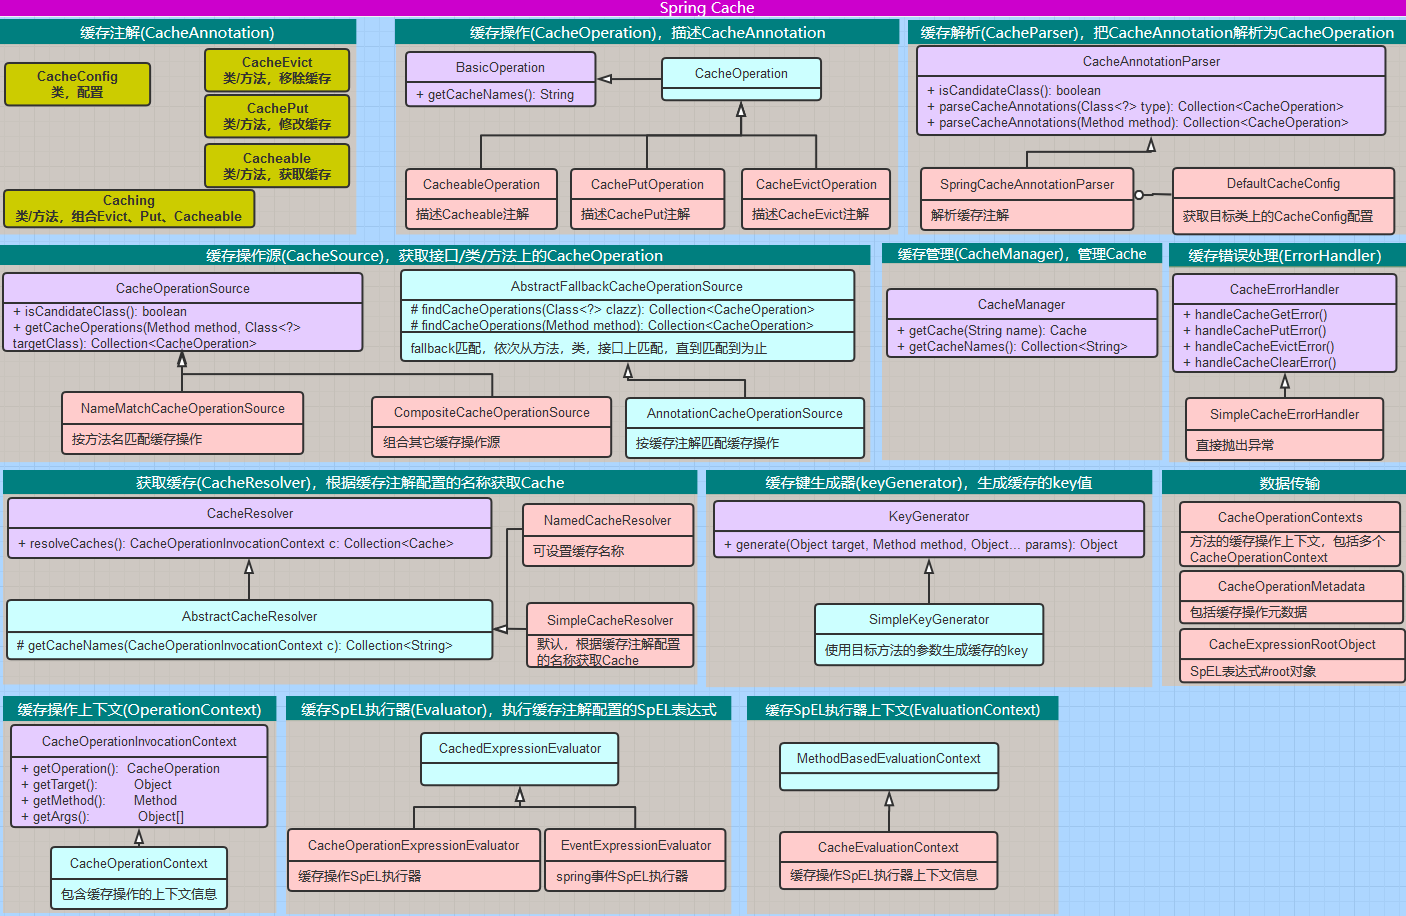 Spring Cache
缓存注解(CacheAnnotation)
CacheConfig
类，配置
CacheEvict
类/方法，移除缓存
CachePut
类/方法，修改缓存
Cacheable
类/方法，获取缓存
Caching
类/方法，组合Evict、Put、Cacheable
缓存操作(CacheOperation)，描述CacheAnnotation
BasicOperation
+ getCacheNames(): String
CacheOperation
CacheableOperation
描述Cacheable注解
CachePutOperation
描述CachePut注解
CacheEvictOperation
描述CacheEvict注解
缓存解析(CacheParser)，把CacheAnnotation解析为CacheOperation
CacheAnnotationParser
+ isCandidateClass(): boolean
+ parseCacheAnnotations(Class<?> type): Collection<CacheOperation>
+ parseCacheAnnotations(Method method): Collection<CacheOperation>
SpringCacheAnnotationParser
解析缓存注解
DefaultCacheConfig
获取目标类上的CacheConfig配置
缓存操作源(CacheSource)，获取接口/类/方法上的CacheOperation
CacheOperationSource
+ isCandidateClass(): boolean
+ getCacheOperations(Method method, Class<?>
targetClass): Collection<CacheOperation>
AbstractFallbackCacheOperationSource
# findCacheOperations(Class<?> clazz): Collection<CacheOperation>
# findCacheOperations(Method method): Collection<CacheOperation>
fallback匹配，依次从方法，类，接口上匹配，直到匹配到为止
NameMatchCacheOperationSource
按方法名匹配缓存操作
CompositeCacheOperationSource
组合其它缓存操作源
AnnotationCacheOperationSource
按缓存注解匹配缓存操作
缓存管理(CacheManager)，管理Cache
CacheManager
+ getCache(String name): Cache
+ getCacheNames(): Collection<String>
缓存错误处理(ErrorHandler)
CacheErrorHandler
+ handleCacheGetError()
+ handleCachePutError()
+ handleCacheEvictError()
+ handleCacheClearError()
SimpleCacheErrorHandler
直接抛出异常
获取缓存(CacheResolver)，根据缓存注解配置的名称获取Cache
CacheResolver
+ resolveCaches(): CacheOperationInvocationContext c: Collection<Cache>
AbstractCacheResolver
# getCacheNames(CacheOperationInvocationContext c): Collection<String>
NamedCacheResolver
可设置缓存名称
SimpleCacheResolver
默认，根据缓存注解配置
的名称获取Cache
缓存键生成器(keyGenerator)，生成缓存的key值
KeyGenerator
+ generate(Object target, Method method, Object... params): Object
SimpleKeyGenerator
使用目标方法的参数生成缓存的key
数据传输
CacheOperationContexts
方法的缓存操作上下文，包括多个
CacheOperationContext
CacheOperationMetadata
包括缓存操作元数据
CacheExpressionRootObject
SpEL表达式#root对象
缓存操作上下文(OperationContext)
CacheOperationInvocationContext
+ getOperation(): CacheOperation
+ getTarget(): Object
+ getMethod(): Method
+ getArgs(): Object[]
CacheOperationContext
包含缓存操作的上下文信息
缓存SpEL执行器(Evaluator)，执行缓存注解配置的SpEL表达式
CachedExpressionEvaluator
CacheOperationExpressionEvaluator
缓存操作SpEL执行器
EventExpressionEvaluator
spring事件SpEL执行器
缓存SpEL执行器上下文(EvaluationContext)
MethodBasedEvaluationContext
CacheEvaluationContext
缓存操作SpEL执行器上下文信息